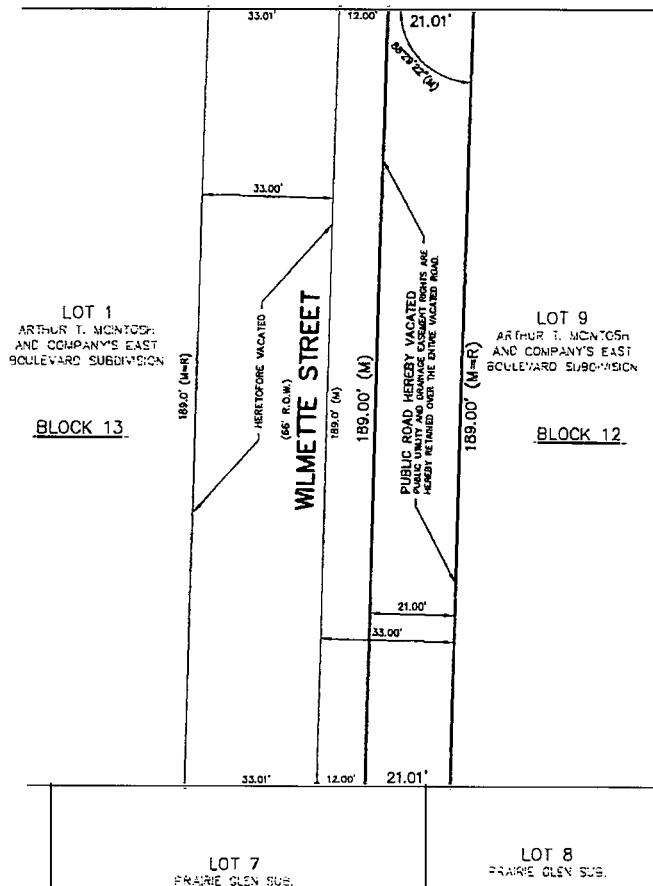 33.01'
12.00'
21.01'
88°29'22"(M)
33.00'
LOT 1
ARTHUR T. MCINTOSH
AND COMPANY'S EAST
BOULEVARD SUBDIVISION
BLOCK 13
189.0' (M=R)
HERETOFORE VACATED
WILMETTE STREET
(66' R.O.W.)
189.0' (M)
189.00' (M)
PUBLIC ROAD HEREBY VACATED
PUBLIC UTILITY AND DRAINAGE EASEMENT RIGHTS ARE
HEREBY RETAINED OVER THE ENTIRE VACATED ROAD.
189.00' (M=R)
LOT 9
ARTHUR T. MCINTOSH
AND COMPANY'S EAST
BOULEVARD SUBDIVISION
BLOCK 12
21.00'
33.00'
33.01'
12.00'
21.01'
LOT 7
PRAIRIE GLEN SUB.
LOT 8
PRAIRIE GLEN SUB.